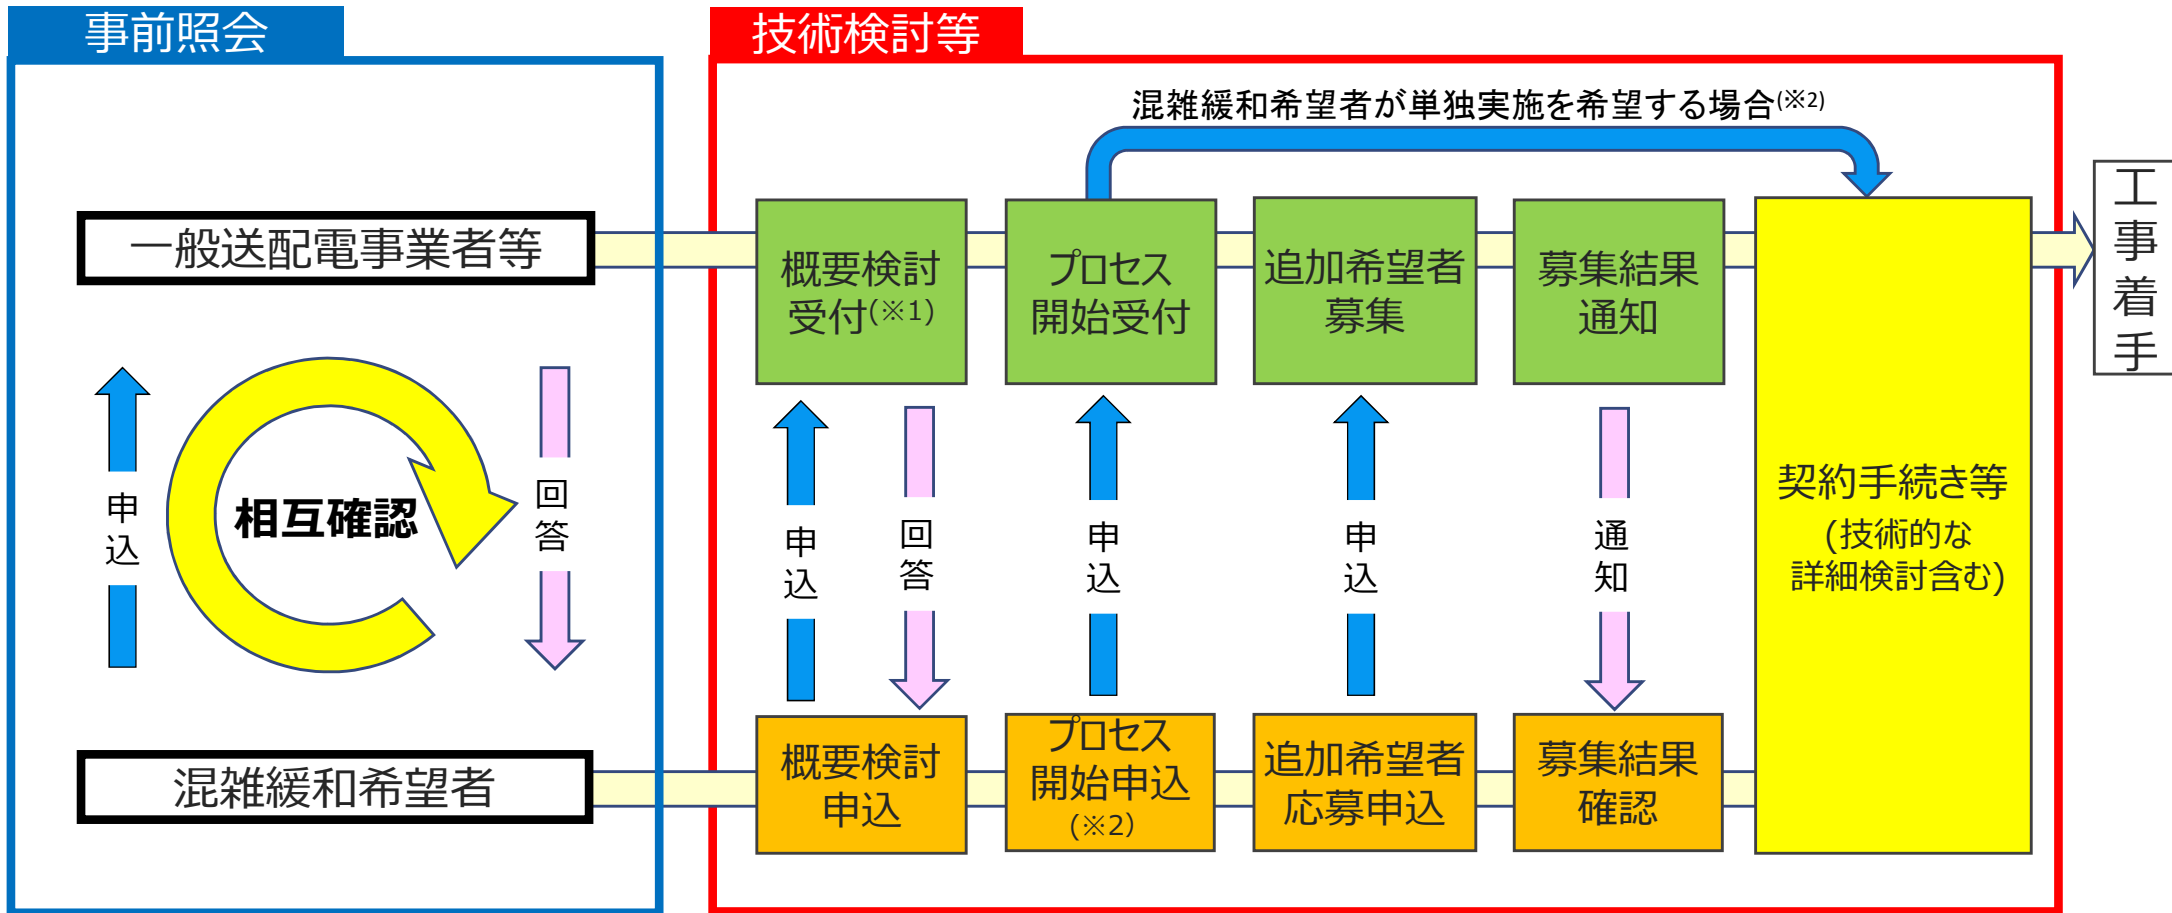 事前照会
技術検討等
混雑緩和希望者が単独実施を希望する場合(※2)
一般送配電事業者等
概要検討
受付(※1)
プロセス
開始受付
追加希望者
募集
募集結果
通知
工事着手
申込
相互確認
回答
申込
回答
申込
申込
通知
契約手続き等
(技術的な
詳細検討含む)
混雑緩和希望者
概要検討
申込
プロセス
開始申込
(※2)
追加希望者
応募申込
募集結果
確認